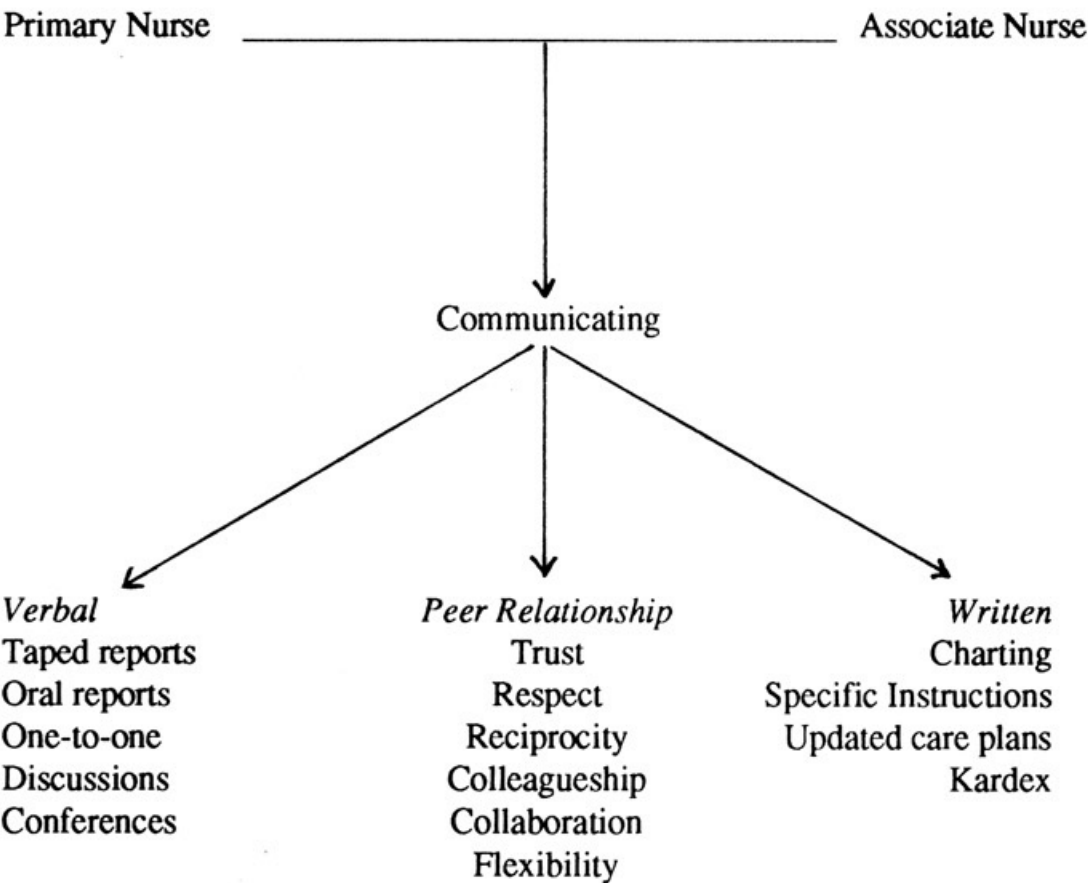 Primary Nurse
Associate Nurse
Communicating
Verbal
Taped reports
Oral reports
One-to-one
Discussions
Conferences
Peer Relationship
Trust
Respect
Reciprocity
Colleagueship
Collaboration
Flexibility
Written
Charting
Specific Instructions
Updated care plans
Kardex